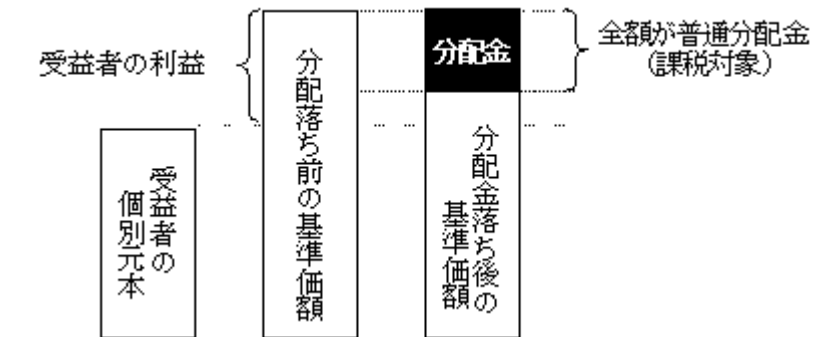 受益者の利益
受益者の
個別元本
分配落ち前の基準価額
分配金
分配金落ち後の
基準価額
全額が普通分配金
(課税対象)